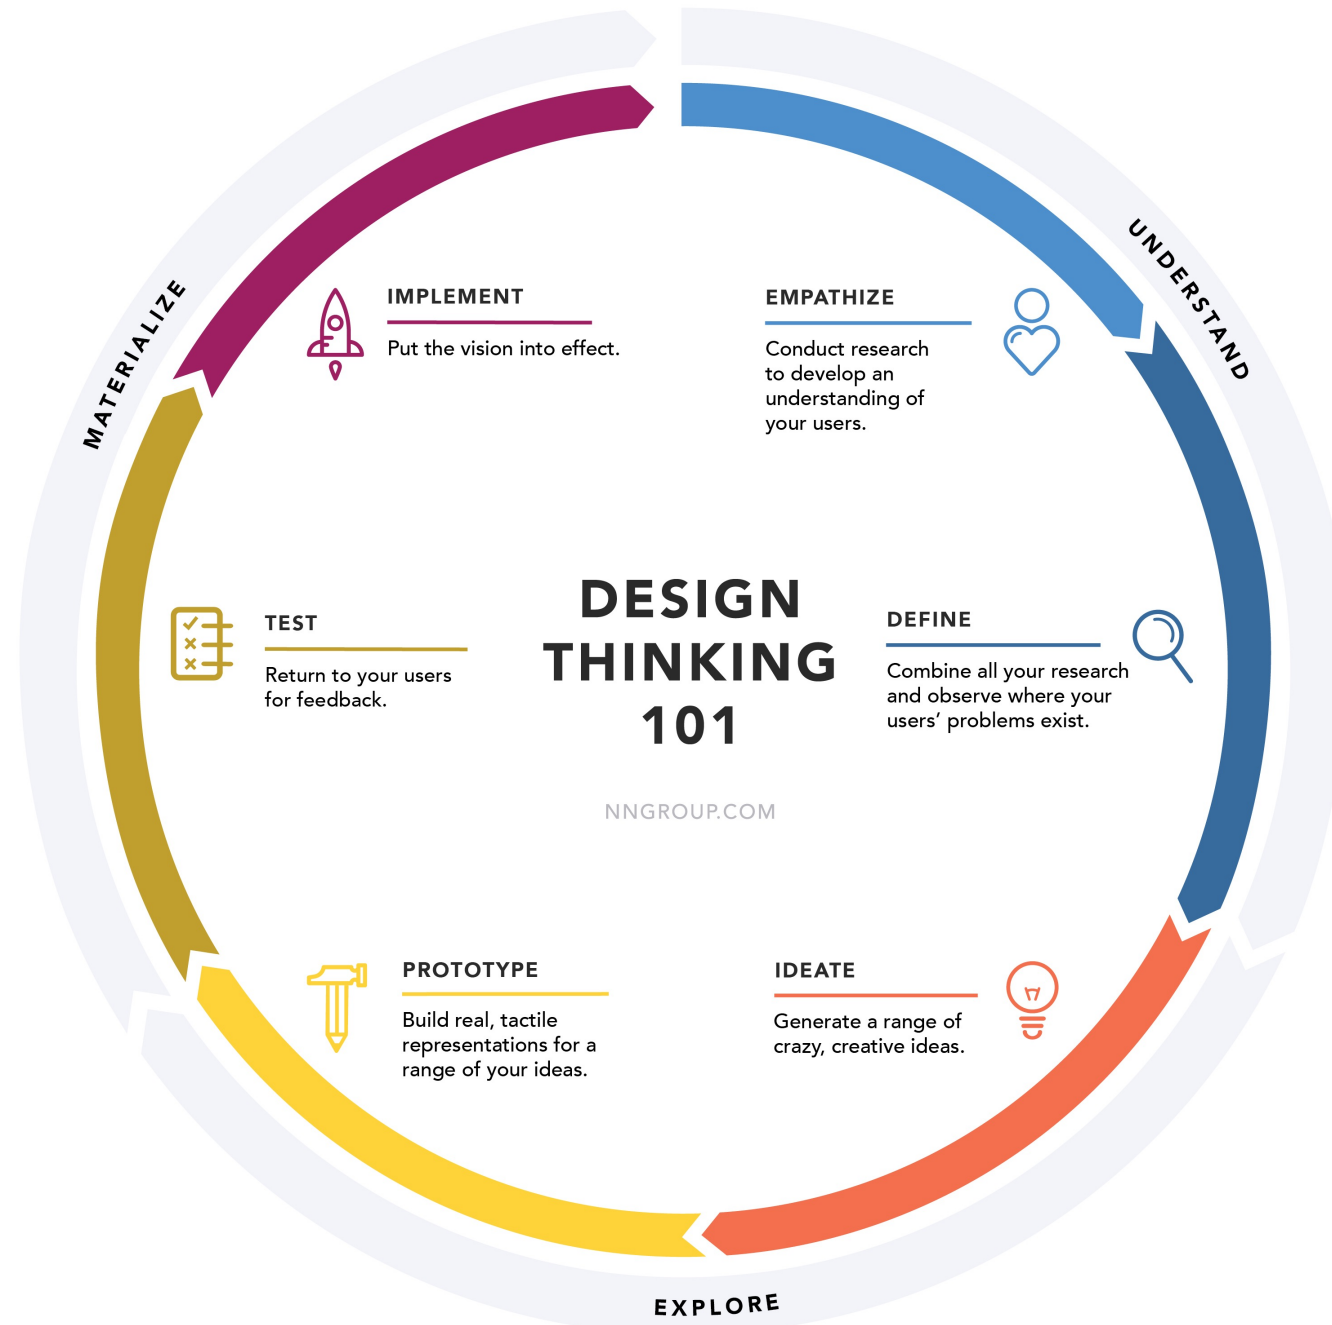 DESIGN
THINKING
101
NNGROUP.COM
UNDERSTAND
EMPATHIZE
Conduct research
to develop an
understanding of
your users.
DEFINE
Combine all your research
and observe where your
users’ problems exist.
EXPLORE
IDEATE
Generate a range of
crazy, creative ideas.
PROTOTYPE
Build real, tactile
representations for a
range of your ideas.
MATERIALIZE
TEST
Return to your users
for feedback.
IMPLEMENT
Put the vision into effect.